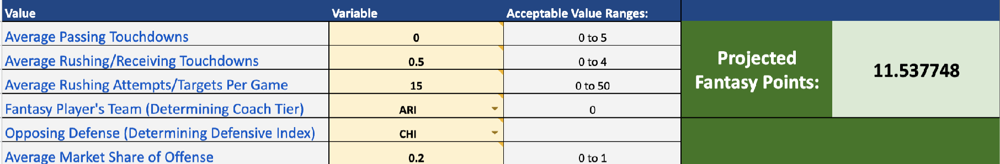 Value Variable Acceptable Value Ranges:
Average Passing Touchdowns 0 0 to 5
Average Rushing/Receiving Touchdowns 0.5 0 to 4
Average Rushing Attempts/Targets Per Game 15 0 to 50
Fantasy Player's Team (Determining Coach Tier) ARI 0
Opposing Defense (Determining Defensive Index) CHI
Average Market Share of Offense 0.2 0 to 1
Projected
Fantasy Points:
11.537748